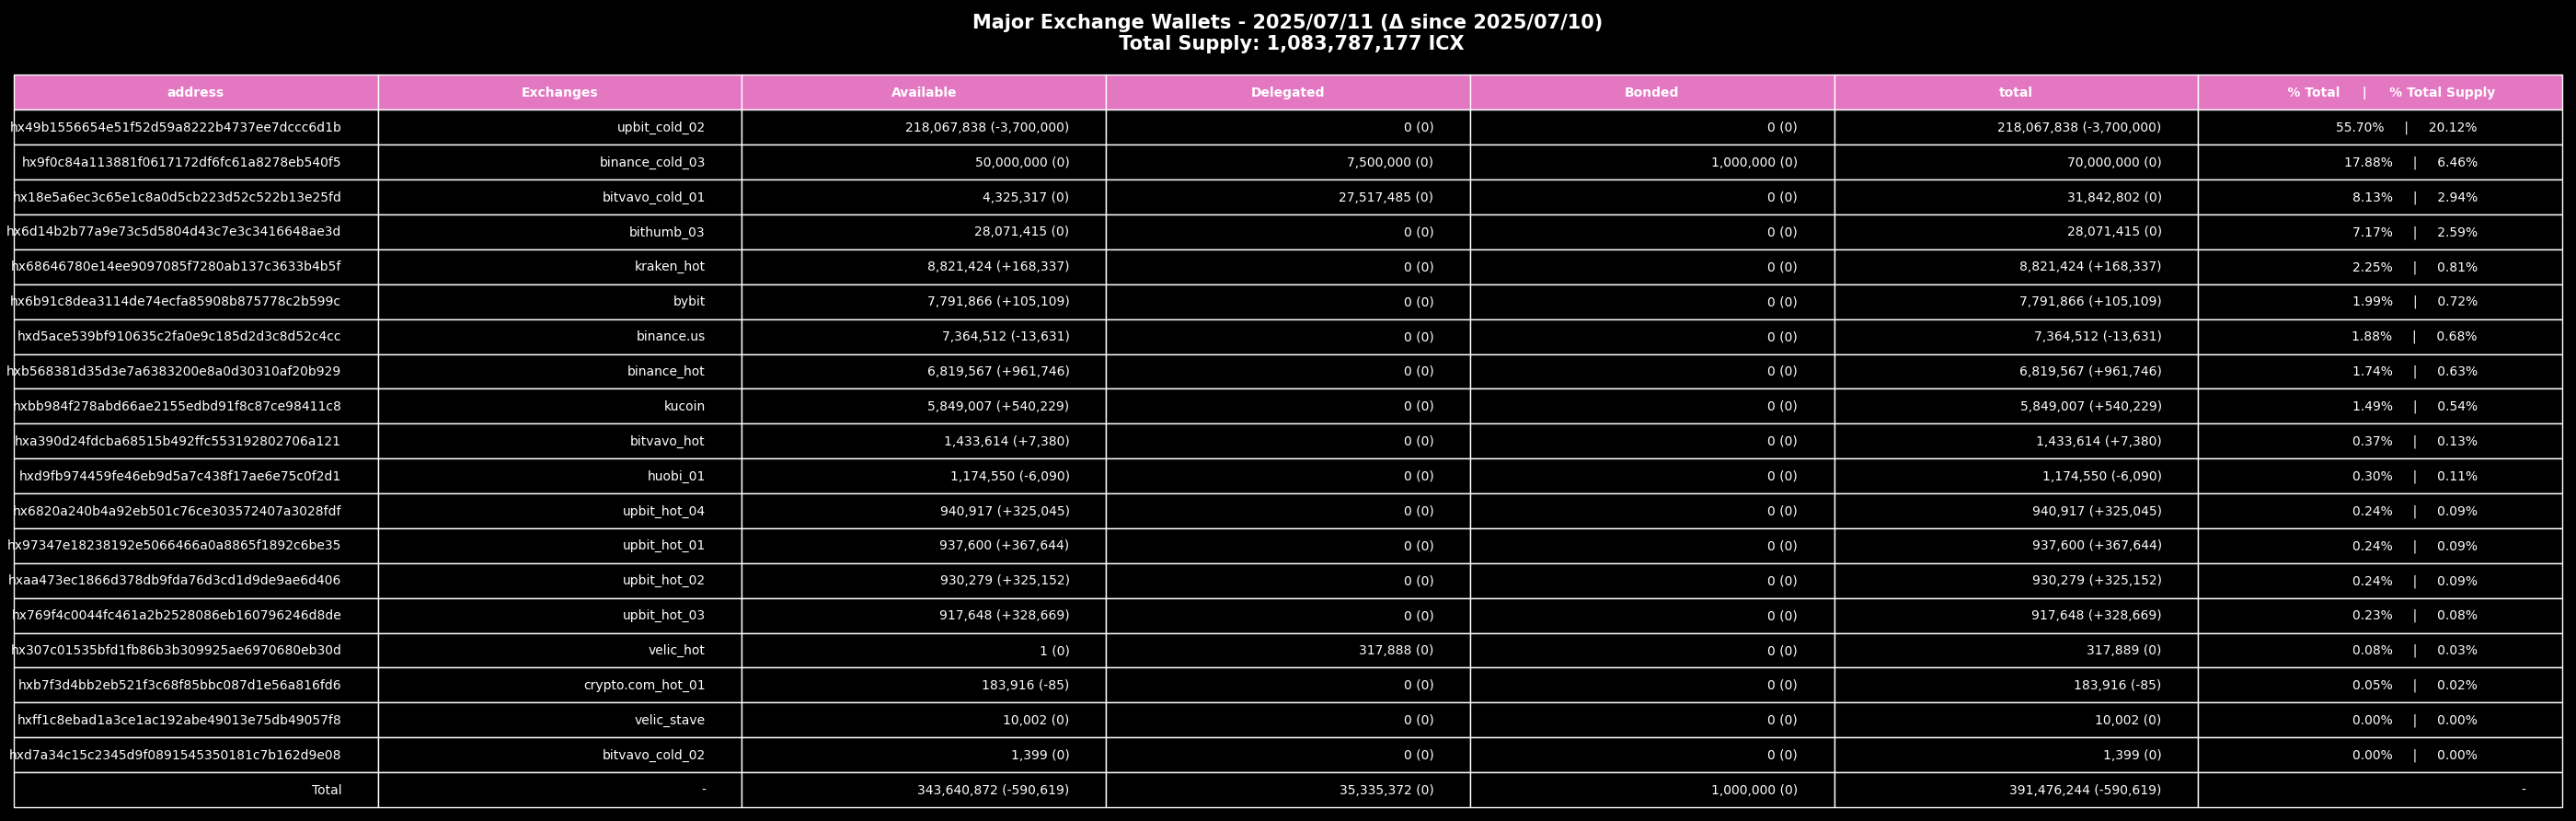 Major Exchange Wallets - 2025/07/11 (Δ since 2025/07/10)
Total Supply: 1,083,787,177 ICX
address Exchanges Available Delegated Bonded total % Total | % Total Supply
hx49b1556654e51f52d59a8222b4737ee7dccc6d1b upbit_cold_02 218,067,838 (-3,700,000) 0 (0) 0 (0) 218,067,838 (-3,700,000) 55.70% | 20.12%
hx9f0c84a113881f0617172df6fc61a8278eb540f5 binance_cold_03 50,000,000 (0) 7,500,000 (0) 1,000,000 (0) 70,000,000 (0) 17.88% | 6.46%
hx18e5a6ec3c65e1c8a0d5cb223d52c522b13e25fd bitvavo_cold_01 4,325,317 (0) 27,517,485 (0) 0 (0) 31,842,802 (0) 8.13% | 2.94%
hx6d14b2b77a9e73c5d5804d43c7e3c3416648ae3d bithumb_03 28,071,415 (0) 0 (0) 0 (0) 28,071,415 (0) 7.17% | 2.59%
hx68646780e14ee9097085f7280ab137c3633b4b5f kraken_hot 8,821,424 (+168,337) 0 (0) 0 (0) 8,821,424 (+168,337) 2.25% | 0.81%
hx6b91c8dea3114de74ecfa85908b875778c2b599c bybit 7,791,866 (+105,109) 0 (0) 0 (0) 7,791,866 (+105,109) 1.99% | 0.72%
hxd5ace539bf910635c2fa0e9c185d2d3c8d52c4cc binance.us 7,364,512 (-13,631) 0 (0) 0 (0) 7,364,512 (-13,631) 1.88% | 0.68%
hxb568381d35d3e7a6383200e8a0d30310af20b929 binance_hot 6,819,567 (+961,746) 0 (0) 0 (0) 6,819,567 (+961,746) 1.74% | 0.63%
hxbb984f278abd66ae2155edbd91f8c87ce98411c8 kucoin 5,849,007 (+540,229) 0 (0) 0 (0) 5,849,007 (+540,229) 1.49% | 0.54%
hxa390d24fdcba68515b492ffc553192802706a121 bitvavo_hot 1,433,614 (+7,380) 0 (0) 0 (0) 1,433,614 (+7,380) 0.37% | 0.13%
hxd9fb974459fe46eb9d5a7c438f17ae6e75c0f2d1 huobi_01 1,174,550 (-6,090) 0 (0) 0 (0) 1,174,550 (-6,090) 0.30% | 0.11%
hx6820a240b4a92eb501c76ce303572407a3028fdf upbit_hot_04 940,917 (+325,045) 0 (0) 0 (0) 940,917 (+325,045) 0.24% | 0.09%
hx97347e18238192e5066466a0a8865f1892c6be35 upbit_hot_01 937,600 (+367,644) 0 (0) 0 (0) 937,600 (+367,644) 0.24% | 0.09%
hxaa473ec1866d378db9fda76d3cd1d9de9ae6d406 upbit_hot_02 930,279 (+325,152) 0 (0) 0 (0) 930,279 (+325,152) 0.24% | 0.09%
hx769f4c0044fc461a2b2528086eb160796246d8de upbit_hot_03 917,648 (+328,669) 0 (0) 0 (0) 917,648 (+328,669) 0.23% | 0.08%
hx307c01535bfd1fb86b3b309925ae6970680eb30d velic_hot 1 (0) 317,888 (0) 0 (0) 317,889 (0) 0.08% | 0.03%
hxb7f3d4bb2eb521f3c68f85bbc087d1e56a816fd6 crypto.com_hot_01 183,916 (-85) 0 (0) 0 (0) 183,916 (-85) 0.05% | 0.02%
hxff1c8ebad1a3ce1ac192abe49013e75db49057f8 velic_stave 10,002 (0) 0 (0) 0 (0) 10,002 (0) 0.00% | 0.00%
hxd7a34c15c2345d9f0891545350181c7b162d9e08 bitvavo_cold_02 1,399 (0) 0 (0) 0 (0) 1,399 (0) 0.00% | 0.00%
Total - 343,640,872 (-590,619) 35,335,372 (0) 1,000,000 (0) 391,476,244 (-590,619) -